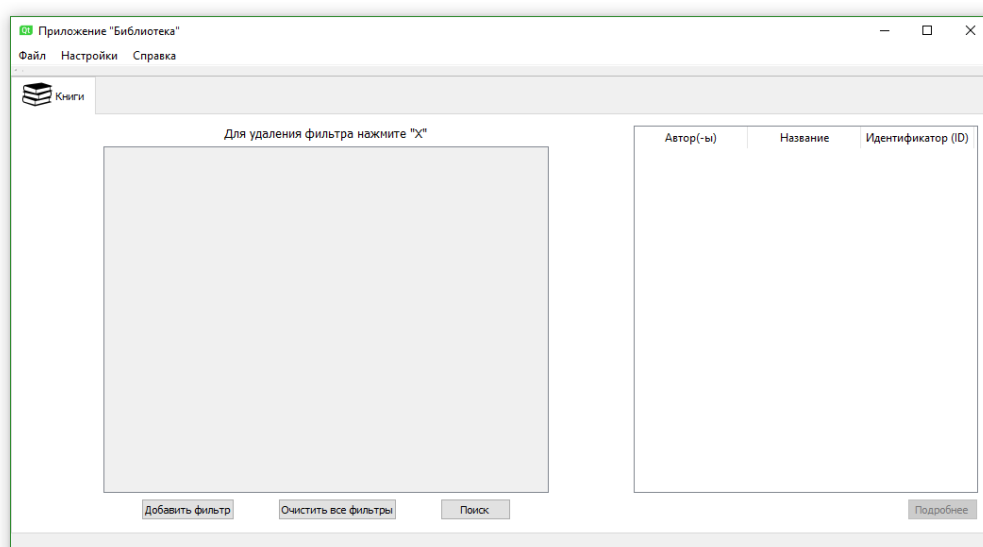 Qt Приложение "Библиотека"
Файл Настройки Справка
Книги
Для удаления фильтра нажмите "X"
Автор(-ы) Название Идентификатор (ID)
Добавить фильтр Очистить все фильтры Поиск Подробнее